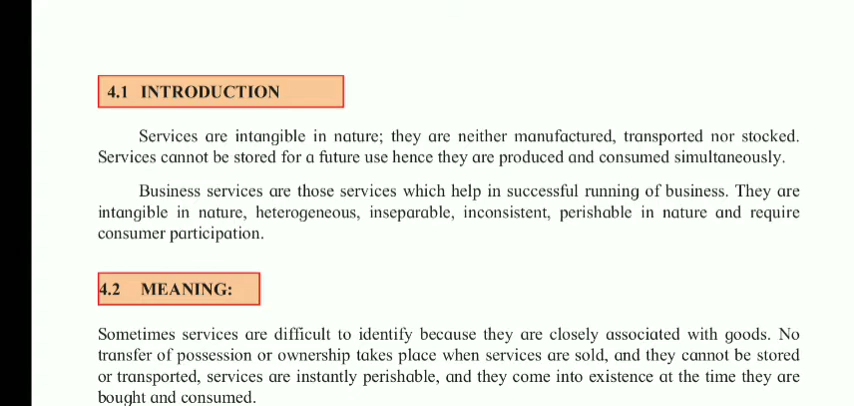 4.1 INTRODUCTION
Services are intangible in nature; they are neither manufactured, transported nor stocked.
Services cannot be stored for a future use hence they are produced and consumed simultaneously.
Business services are those services which help in successful running of business. They are
intangible in nature, heterogeneous, inseparable, inconsistent, perishable in nature and require
consumer participation.
4.2 MEANING:
Sometimes services are difficult to identify because they are closely associated with goods. No
transfer of possession or ownership takes place when services are sold, and they cannot be stored
or transported, services are instantly perishable, and they come into existence at the time they are
bought and consumed.